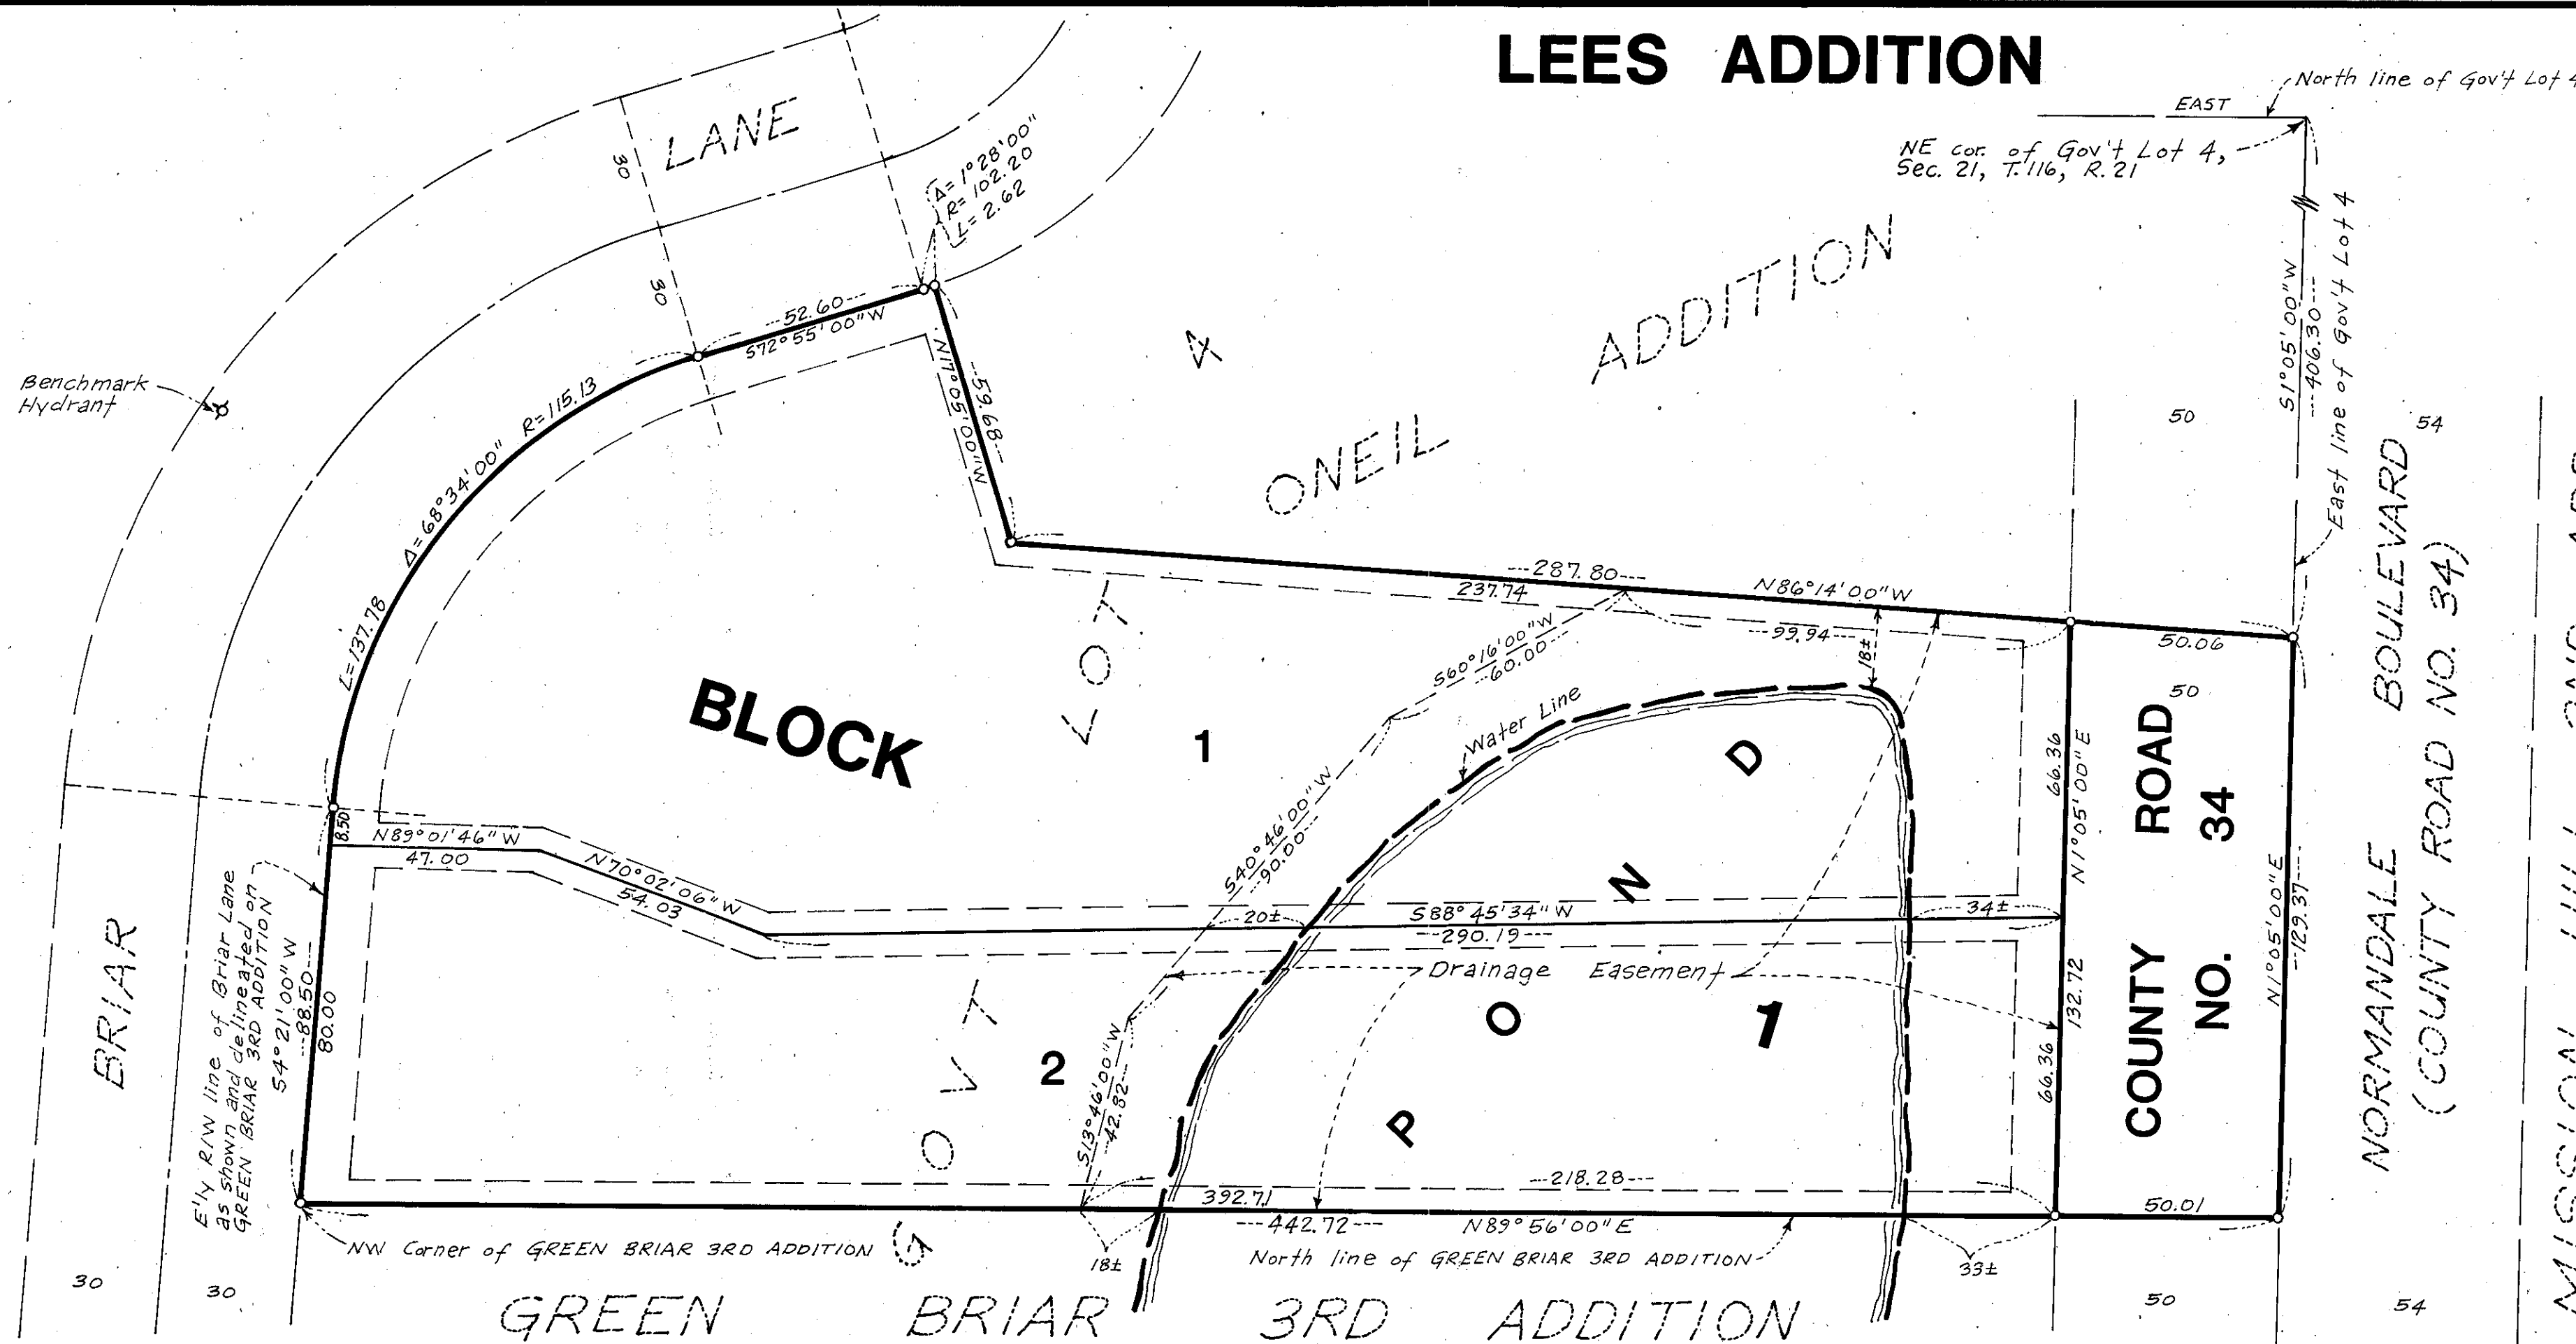 LEES ADDITION
North line of Gov't Lot 4
EAST
NE cor. of Gov't Lot 4,
Sec. 21, T.116, R.21
S1°05'00"W
---406.30---
East line of Gov't Lot 4
LANE
30
30
Δ=1°28'00"
R=102.20
L=2.62
---52.60---
S72°55'00"W
N17°05'00"W
--59.68--
4
ONEIL
ADDITION
Benchmark
Hydrant
L=137.78
Δ=68°34'00"
R=115.13
50
54
---287.80---
237.74
N86°14'00"W
--99.94---
18±
50.06
50
S60°16'00"W
--60.00--
Water Line
BLOCK
1
LOT
66.36
N1°05'00"E
132.72
66.36
COUNTY ROAD
NO. 34
N1°05'00"E
---129.37---
NORMANDALE BOULEVARD
(COUNTY ROAD NO. 34)
MISSION HILL 2ND ADD
8.50
N89°01'46"W
47.00
N70°02'06"W
54.03
S40°46'00"W
--90.00--
-20±
S88°45'34"W
--290.19---
-34±
Drainage Easement
P O N D
1
GOV'T
2
S13°46'00"W
--42.82--
BRIAR
E'ly R/W line of Briar Lane
as shown and delineated on
GREEN BRIAR 3RD ADDITION
S4°21'00"W
---88.50---
80.00
---218.28---
392.71
---442.72---
N89°56'00"E
50.01
NW Corner of GREEN BRIAR 3RD ADDITION
North line of GREEN BRIAR 3RD ADDITION
18±
33±
30
30
50
54
GREEN BRIAR 3RD ADDITION